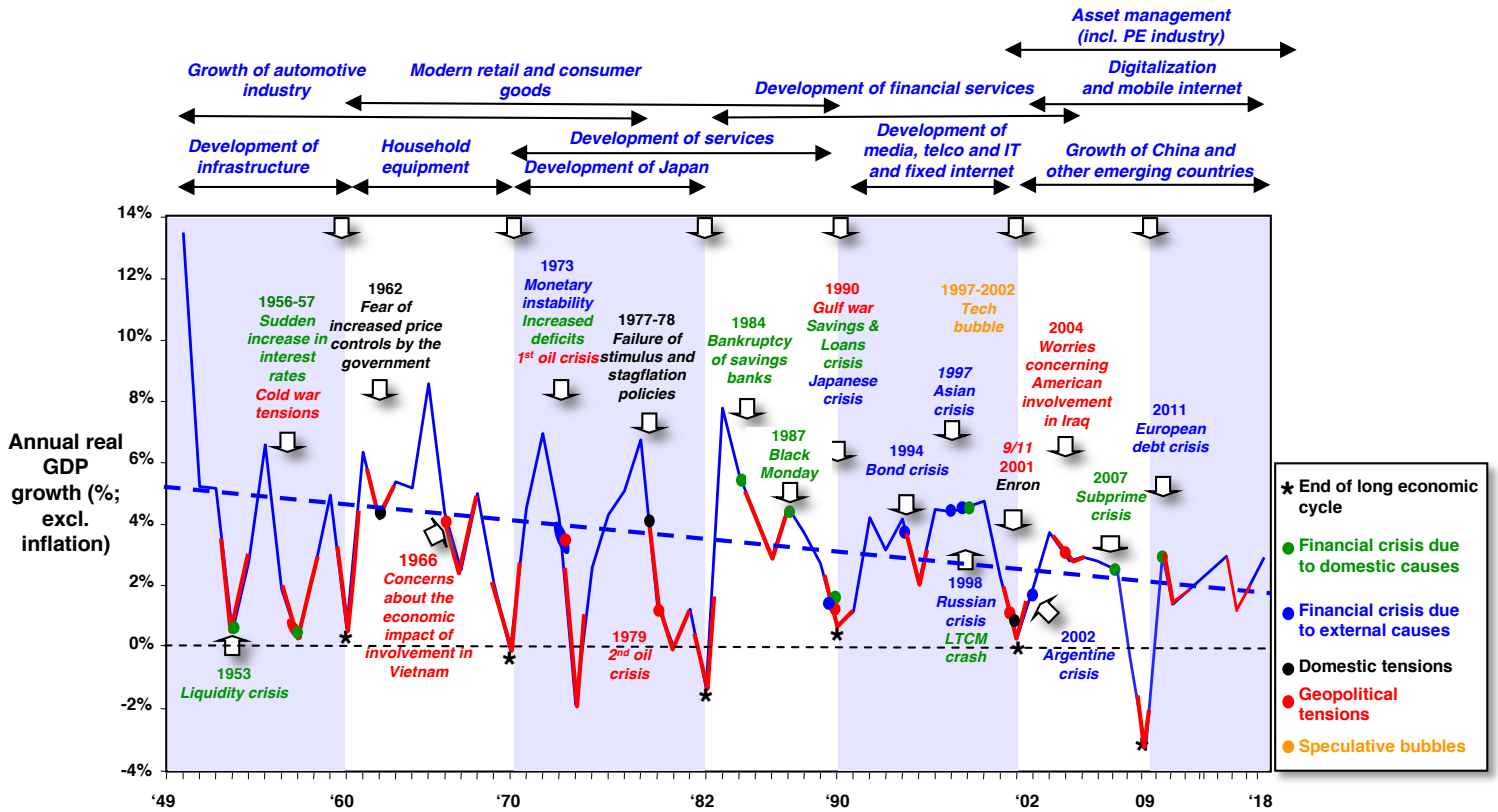 Asset management
(incl. PE industry)
Growth of automotive
industry
Modern retail and consumer
goods
Development of financial services
Digitalization
and mobile internet
Development of
infrastructure
Household
equipment
Development of services
Development of Japan
Development of
media, telco and IT
and fixed internet
Growth of China and
other emerging countries
Annual real
GDP
growth (%;
excl.
inflation)
14%
12%
10%
8%
6%
4%
2%
0%
-2%
-4%
1956-57
Sudden
increase in
interest
rates
Cold war
tensions
1962
Fear of
increased price
controls by the
government
1973
Monetary
instability
Increased
deficits
1st oil crisis
1977-78
Failure of
stimulus and
stagflation
policies
1984
Bankruptcy
of savings
banks
1987
Black
Monday
1990
Gulf war
Savings &
Loans
crisis
Japanese
crisis
1994
Bond crisis
1997-2002
Tech
bubble
1997
Asian
crisis
9/11
2001
Enron
2004
Worries
concerning
American
involvement
in Iraq
2007
Subprime
crisis
2011
European
debt crisis
1953
Liquidity crisis
1966
Concerns
about the
economic
impact of
involvement in
Vietnam
1979
2nd oil
crisis
1998
Russian
crisis
LTCM
crash
2002
Argentine
crisis
*
*
*
*
*
*
‘49
‘60
‘70
‘82
‘90
‘02
09
‘18
* End of long economic
cycle
Financial crisis due
to domestic causes
Financial crisis due
to external causes
Domestic tensions
Geopolitical
tensions
Speculative bubbles